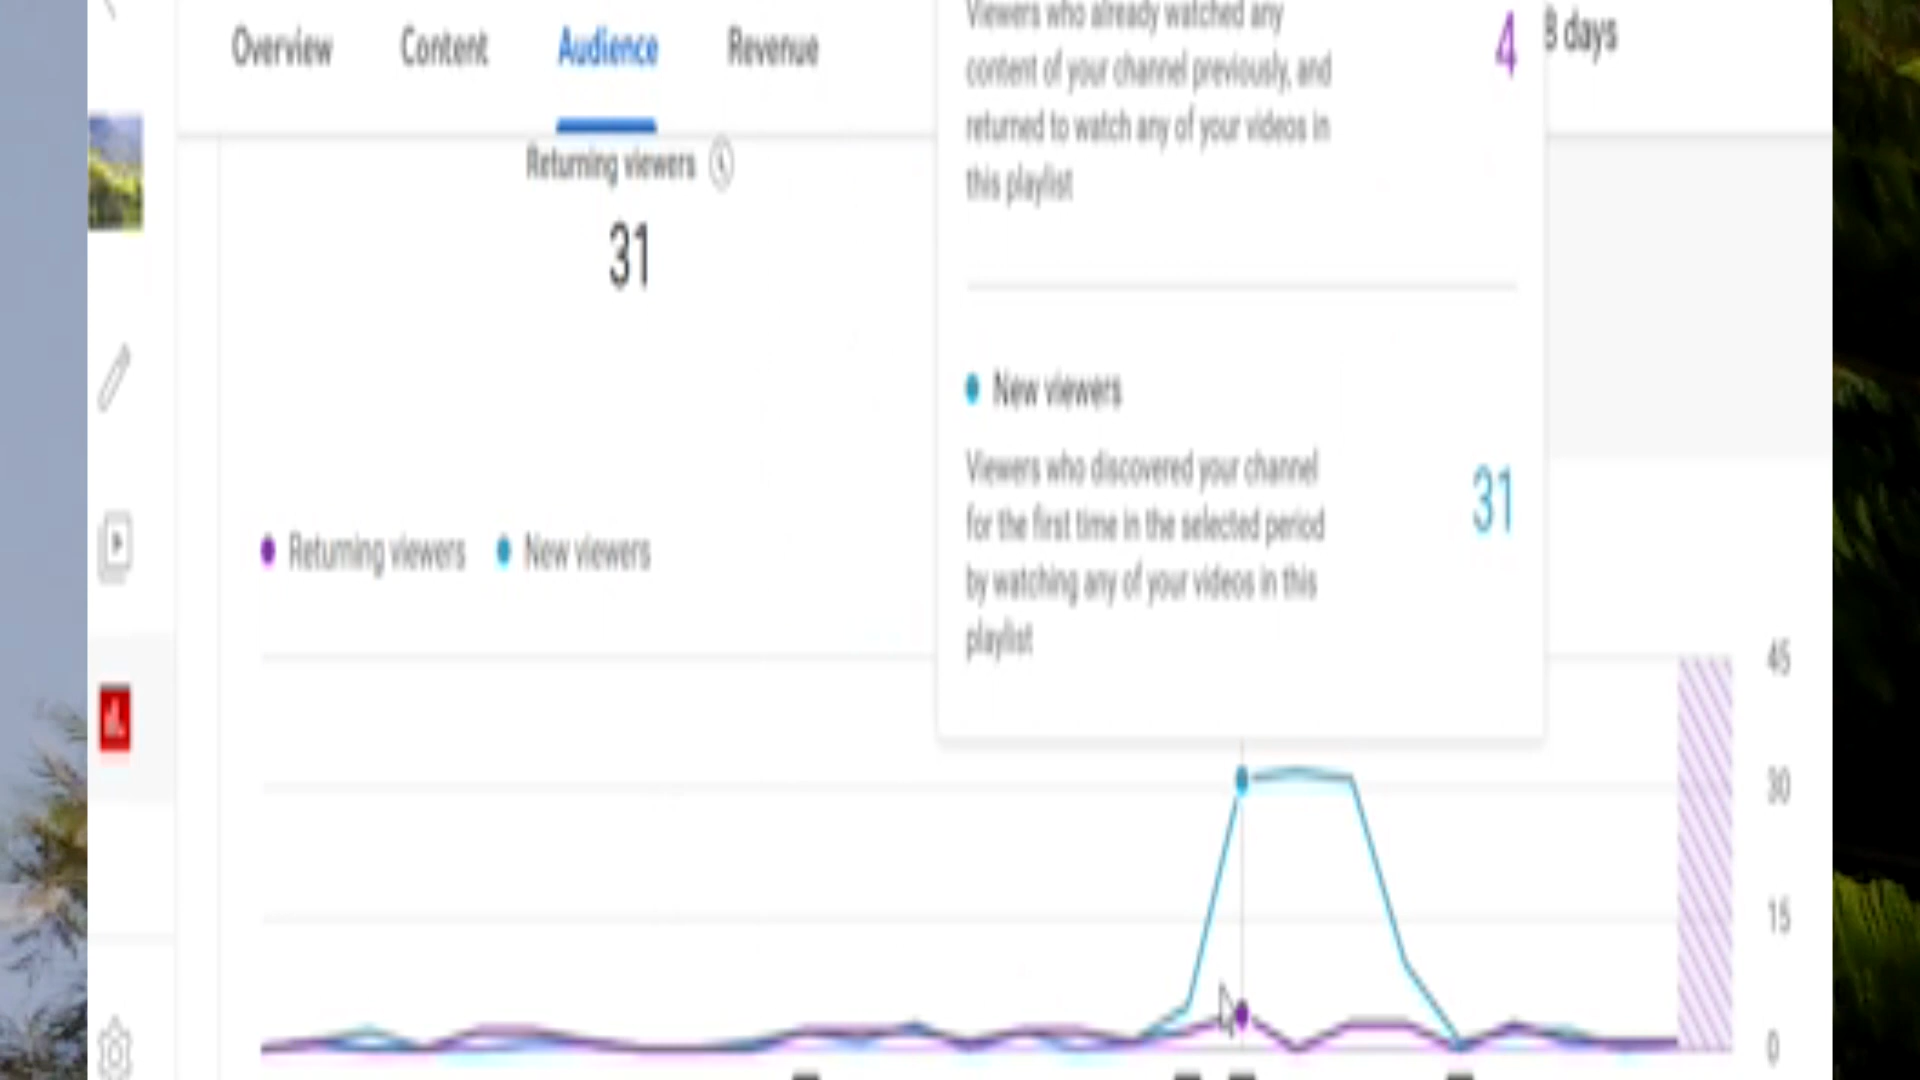 Overview Content Audience Revenue
Returning viewers
31
Returning viewers New viewers
Viewers who already watched any
content of your channel previously, and
returned to watch any of your videos in
this playlist
4
New viewers
Viewers who discovered your channel
for the first time in the selected period
by watching any of your videos in this
playlist
31
8 days
45
30
15
0